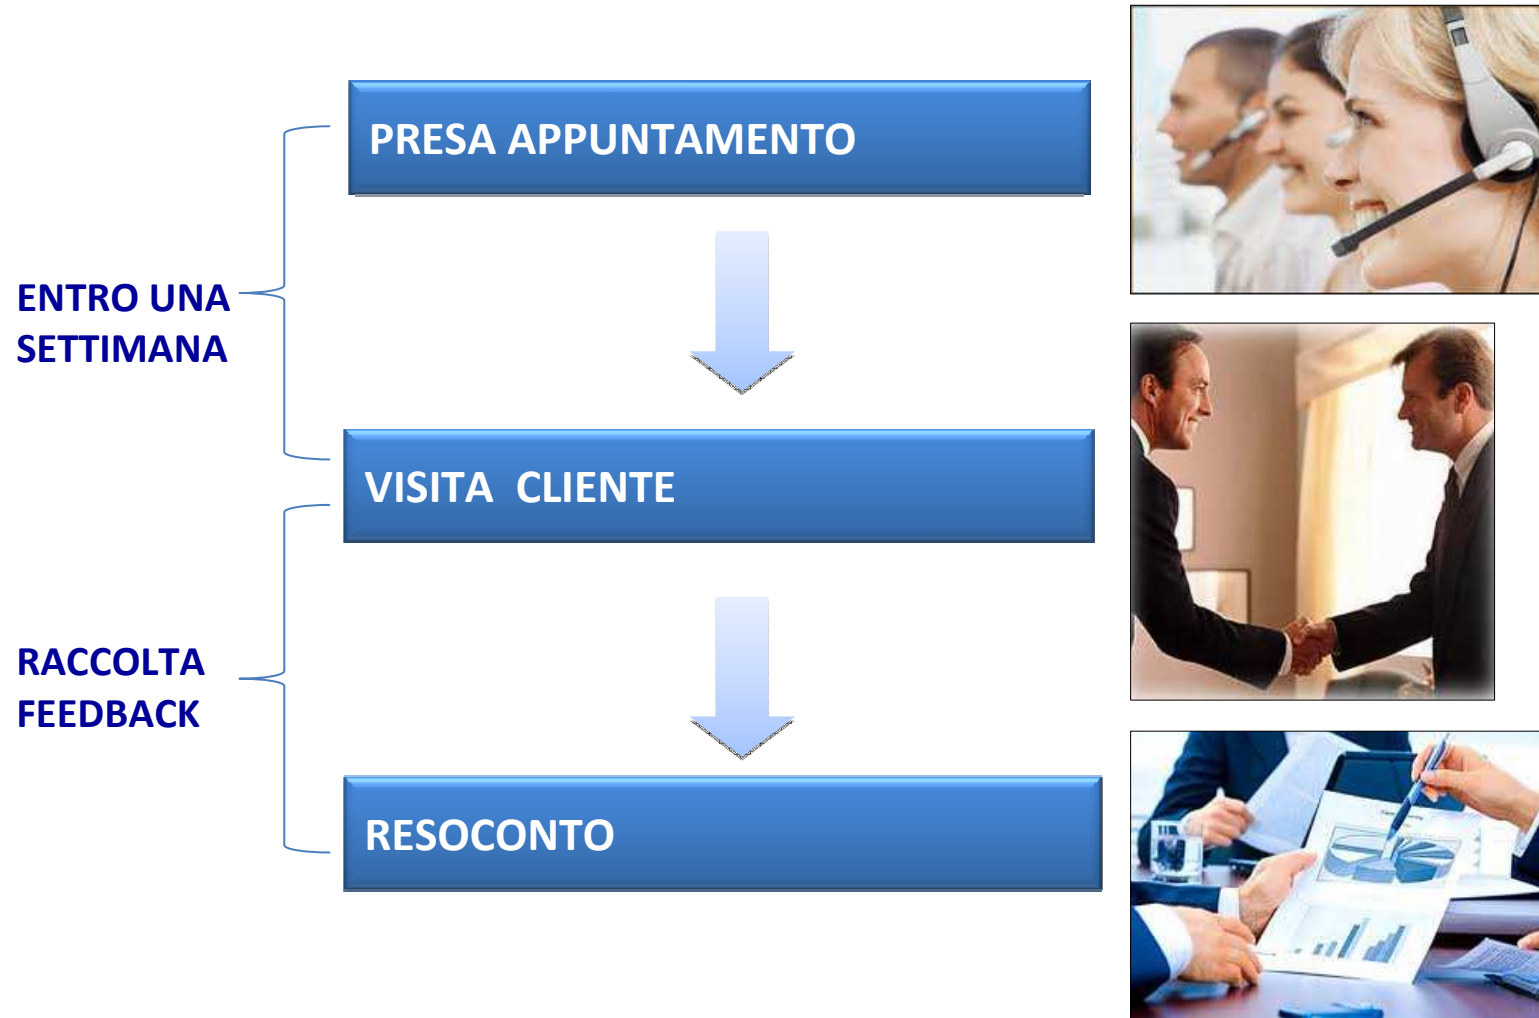 PRESA APPUNTAMENTO
ENTRO UNA
SETTIMANA
VISITA  CLIENTE
RACCOLTA
FEEDBACK
RESOCONTO